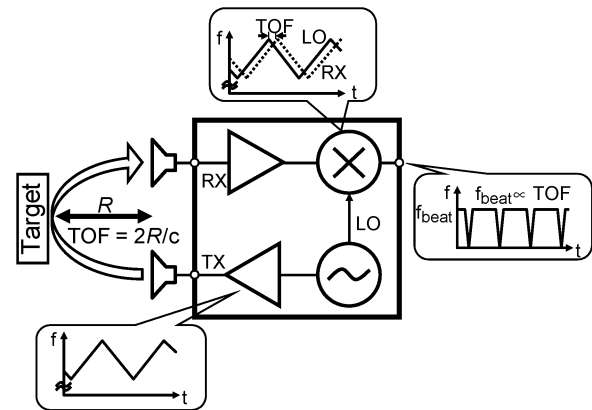 TOF
f
LO
RX
t
RX
Target
R
TOF = 2R/c
LO
TX
f
f_beat ∝ TOF
f_beat
t
f
t